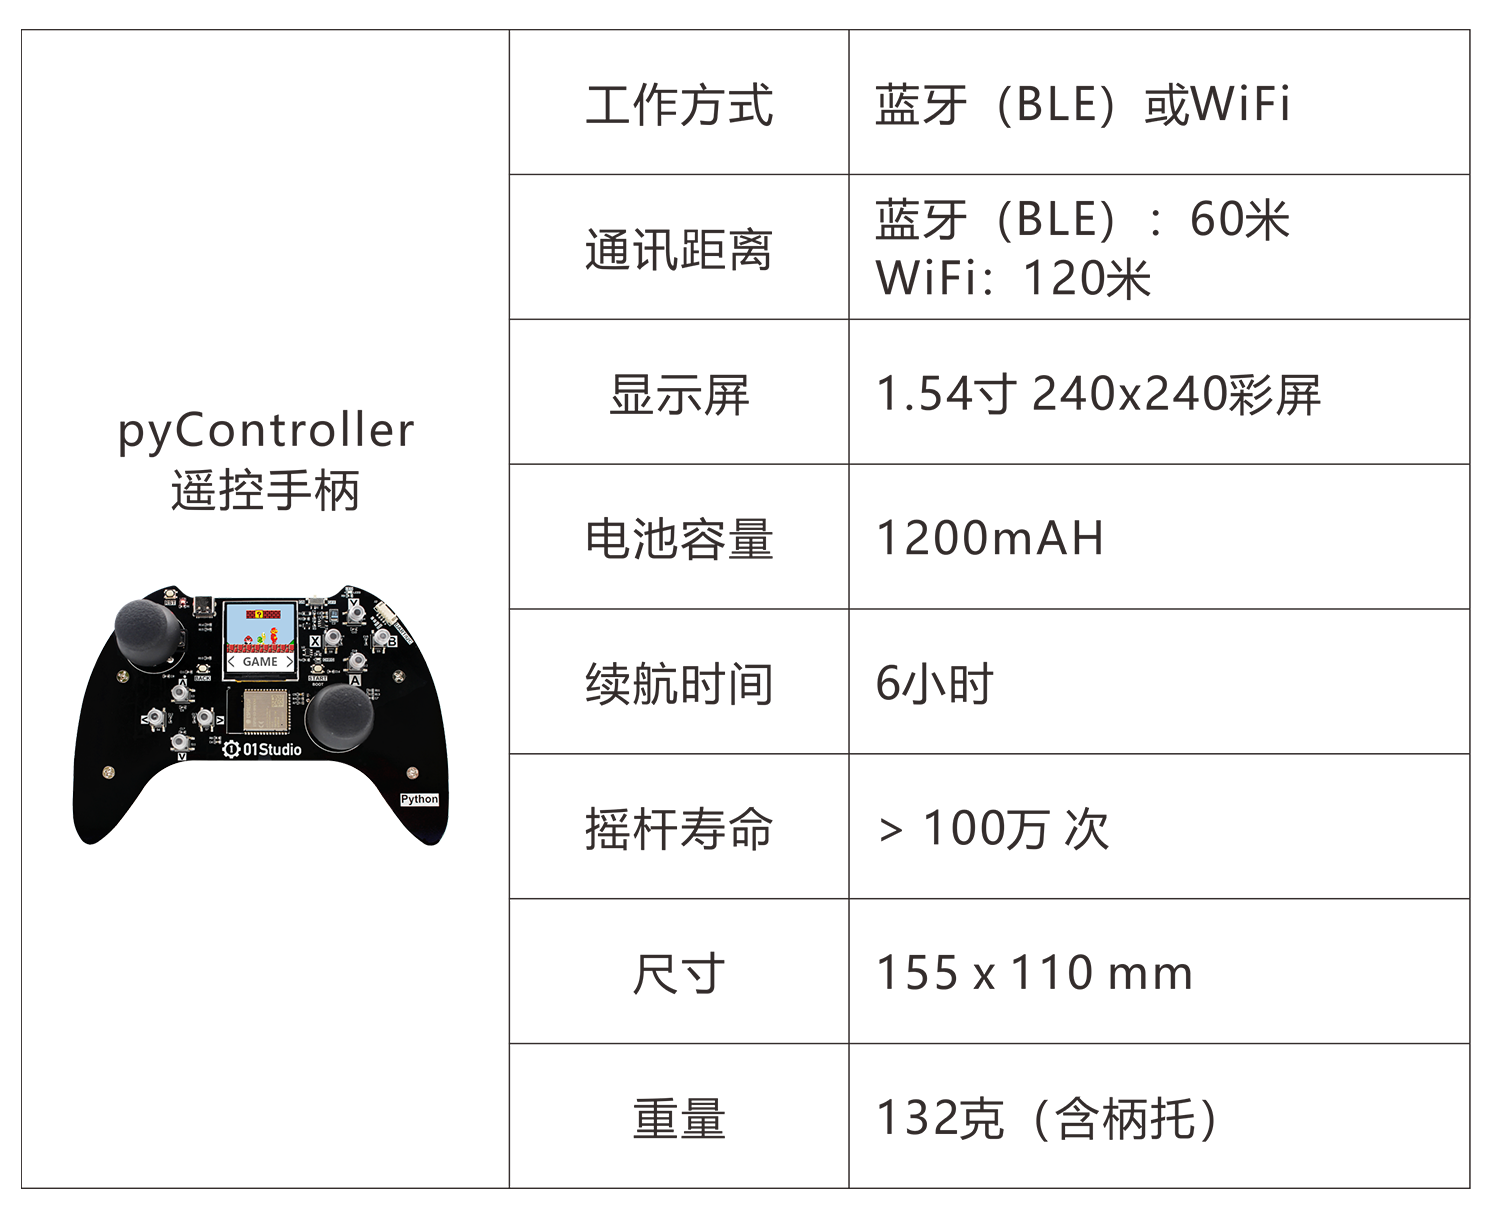 pyController
遥控手柄
GAME
X
Y
B
A
BACK
START
BOOT
01Studio
Python
工作方式
蓝牙（BLE）或WiFi
通讯距离
蓝牙（BLE）：60米
WiFi：120米
显示屏
1.54寸 240x240彩屏
电池容量
1200mAH
续航时间
6小时
摇杆寿命
> 100万 次
尺寸
155 x 110 mm
重量
132克（含柄托）